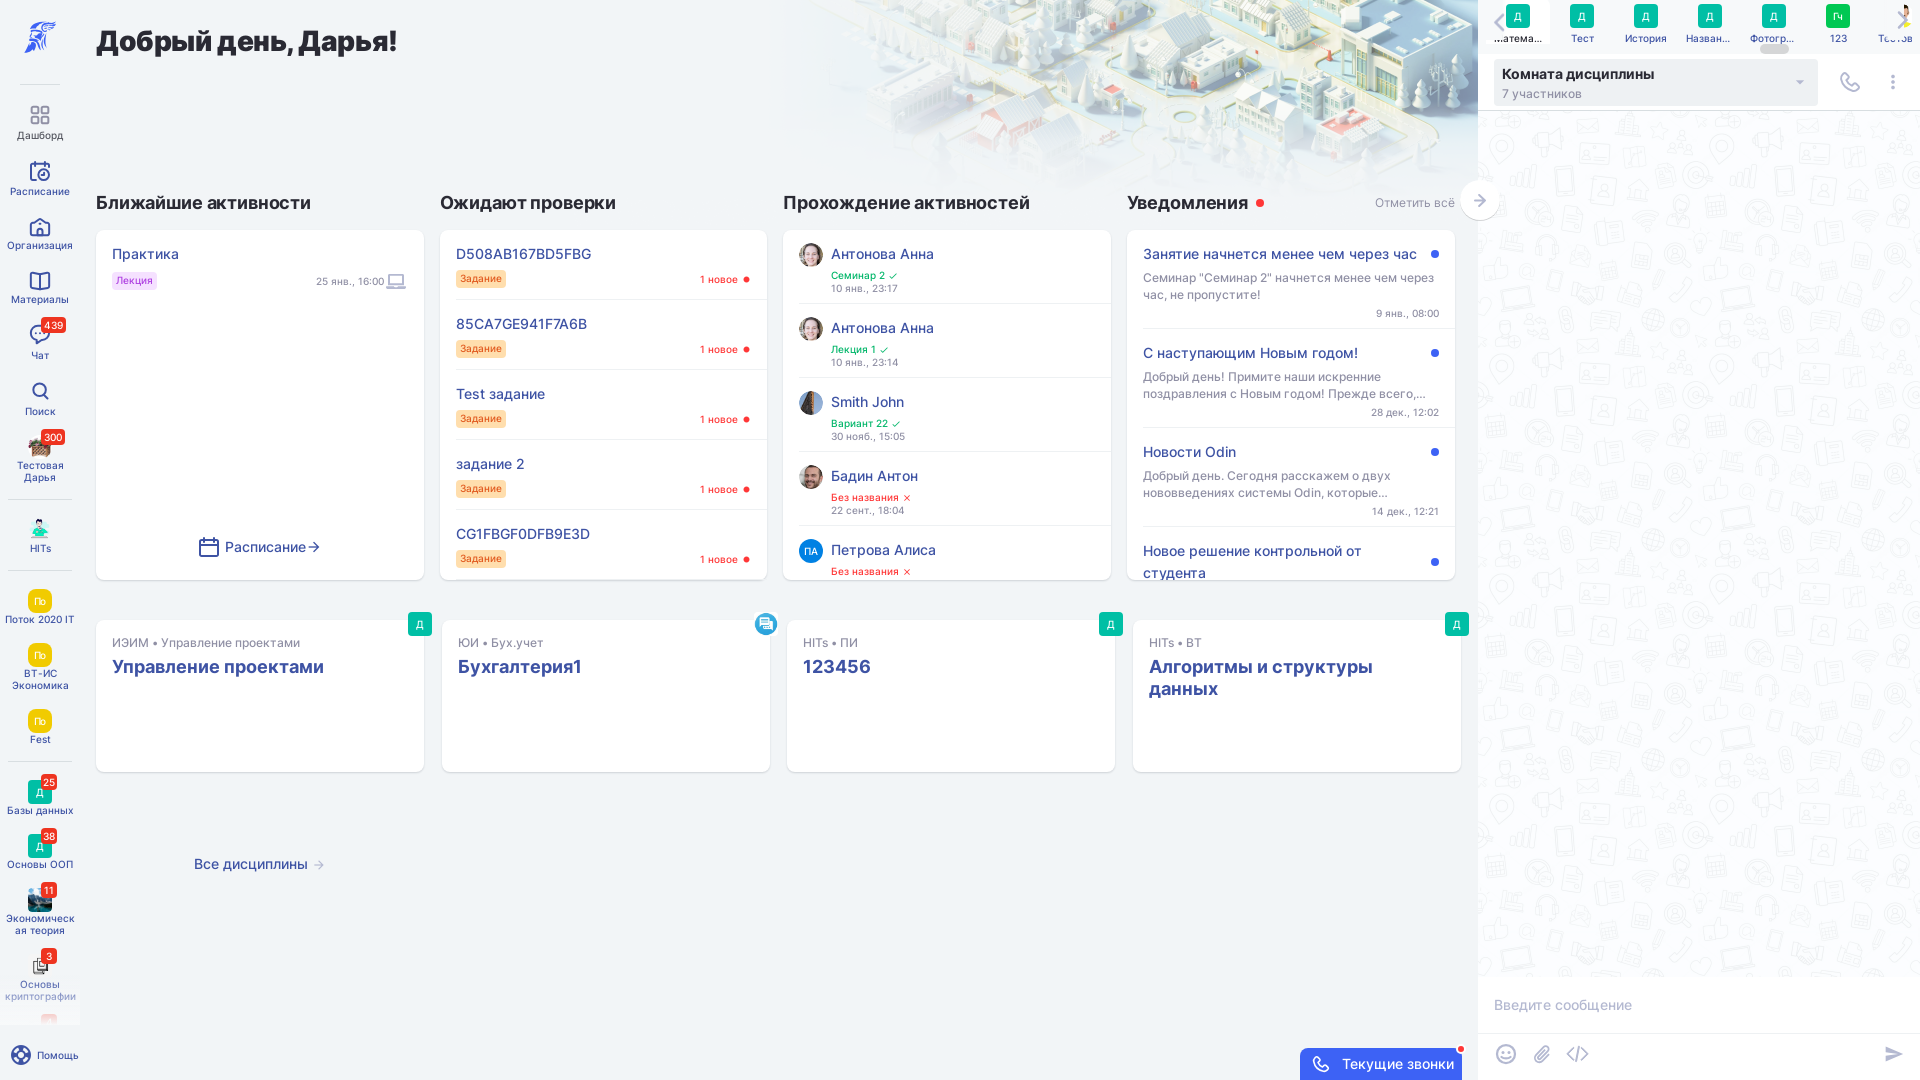 Добрый день, Дарья!
Дашборд
Расписание
Организация
Материалы
439
Чат
Поиск
300
Тестовая
Дарья
HITs
По
Поток 2020 IT
По
ВТ-ИС
Экономика
По
Fest
25
Д
Базы данных
38
Д
Основы ООП
11
Экономическ
ая теория
3
Основы
криптографии
Помощь
Ближайшие активности
Практика
Лекция
25 янв., 16:00
Расписание
Ожидают проверки
D508AB167BD5FBG
Задание
1 новое
85CA7GE941F7A6B
Задание
1 новое
Test задание
Задание
1 новое
задание 2
Задание
1 новое
CG1FBGF0DFB9E3D
Задание
1 новое
Прохождение активностей
Антонова Анна
Семинар 2
10 янв., 23:17
Антонова Анна
Лекция 1
10 янв., 23:14
Smith John
Вариант 22
30 нояб., 15:05
Бадин Антон
Без названия
22 сент., 18:04
ПА
Петрова Алиса
Без названия
Уведомления
Отметить всё
Занятие начнется менее чем через час
Семинар "Семинар 2" начнется менее чем через
час, не пропустите!
9 янв., 08:00
С наступающим Новым годом!
Добрый день! Примите наши искренние
поздравления с Новым годом! Прежде всего,...
28 дек., 12:02
Новости Odin
Добрый день. Сегодня расскажем о двух
нововведениях системы Odin, которые...
14 дек., 12:21
Новое решение контрольной от
студента
Д
ИЭИМ • Управление проектами
Управление проектами
ЮИ • Бух.учет
Бухгалтерия1
Д
HITs • ПИ
123456
Д
HITs • ВТ
Алгоритмы и структуры
данных
Все дисциплины
Текущие звонки
Д
Матема...
Д
Тест
Д
История
Д
Назван...
Д
Фотогр...
Гч
123
Тестов
Комната дисциплины
7 участников
Введите сообщение